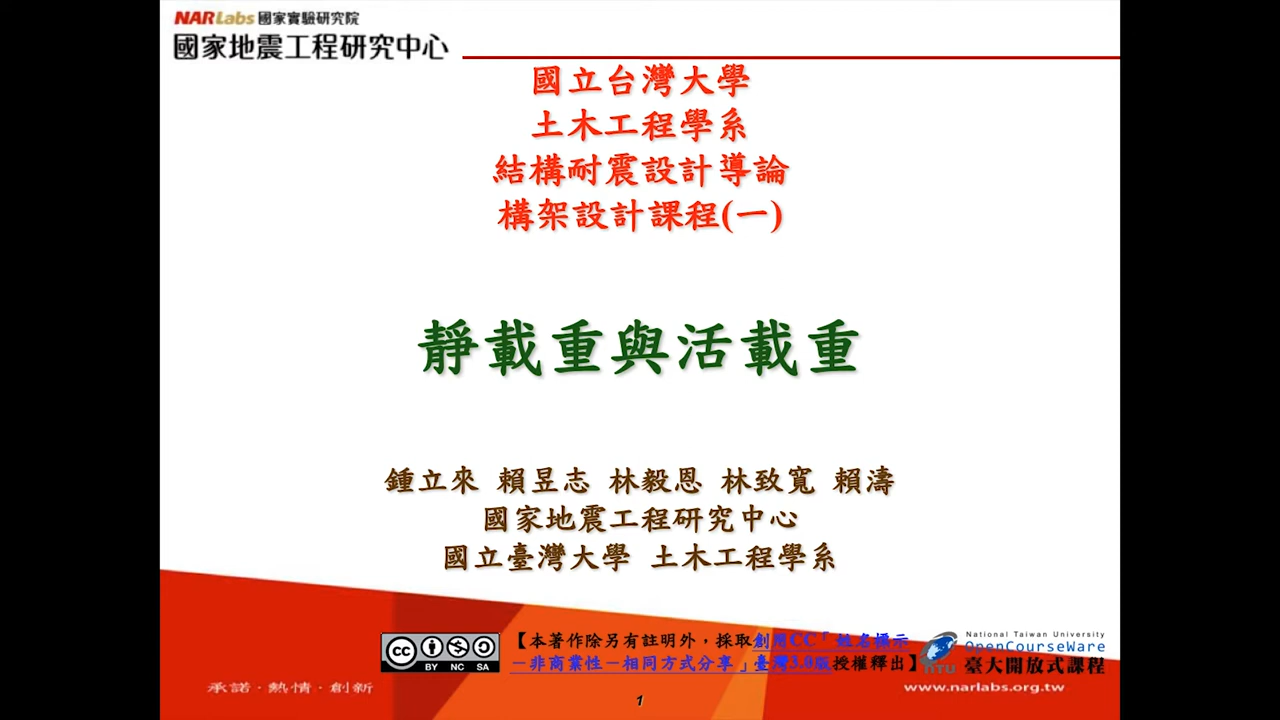 NARLabs 國家實驗研究院
國家地震工程研究中心
國立台灣大學
土木工程學系
結構耐震設計導論
構架設計課程(一)
靜載重與活載重
鍾立來 賴昱志 林毅恩 林致寬 賴濤
國家地震工程研究中心
國立臺灣大學 土木工程學系
cc BY NC SA
【本著作除另有註明外，採取創用CC「姓名標示
－非商業性－相同方式分享」臺灣3.0版授權釋出】
National Taiwan University
OpenCourseWare
NTU 臺大開放式課程
承諾‧熱情‧創新
www.narlabs.org.tw
1